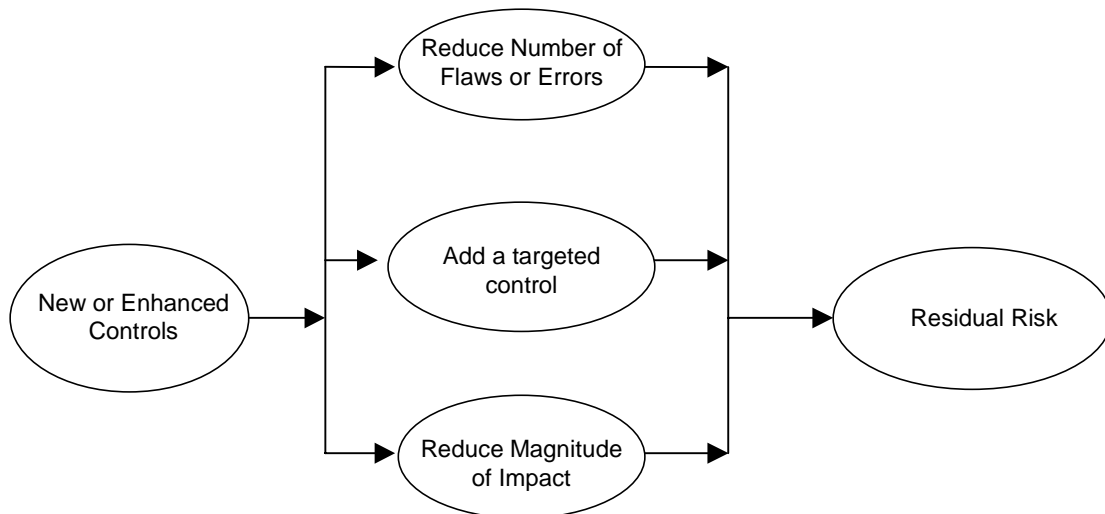 Reduce Number of
Flaws or Errors
Add a targeted
control
New or Enhanced
Controls
Residual Risk
Reduce Magnitude
of Impact